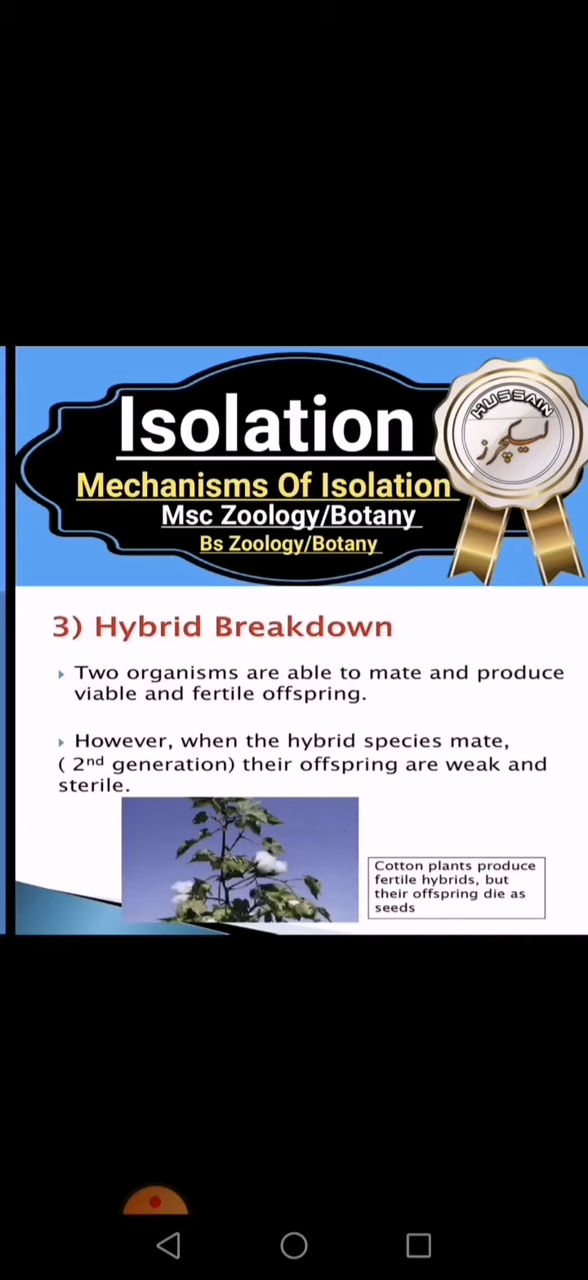 Isolation
Mechanisms Of Isolation
Msc Zoology/Botany
Bs Zoology/Botany
HUSSAIN
لیکچرز
3) Hybrid Breakdown
Two organisms are able to mate and produce
viable and fertile offspring.
However, when the hybrid species mate,
( 2nd generation) their offspring are weak and
sterile.
Cotton plants produce
fertile hybrids, but
their offspring die as
seeds